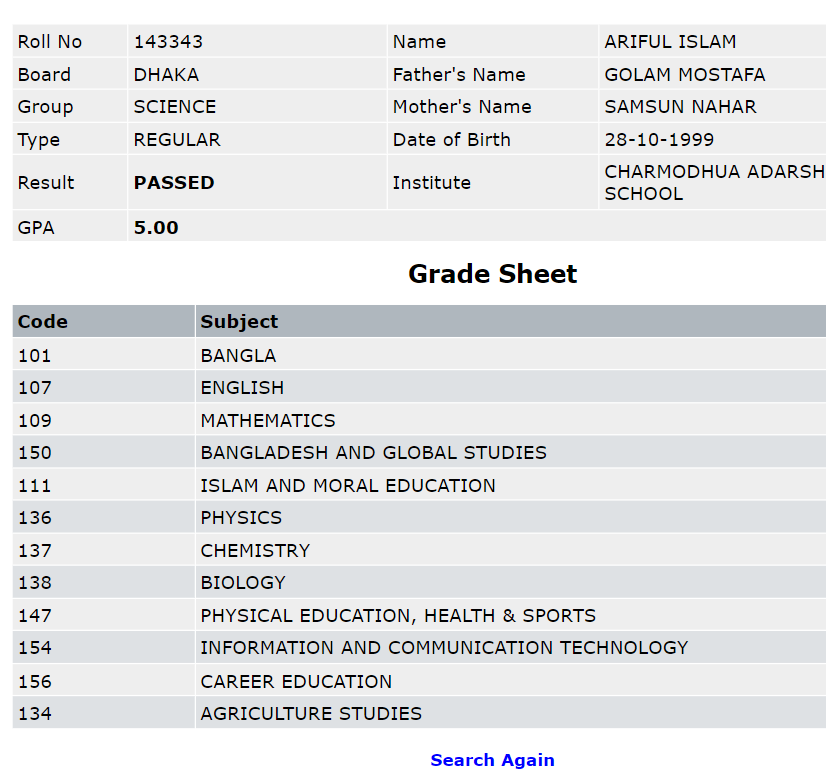 Roll No 143343 Name ARIFUL ISLAM
Board DHAKA Father's Name GOLAM MOSTAFA
Group SCIENCE Mother's Name SAMSUN NAHAR
Type REGULAR Date of Birth 28-10-1999
Result PASSED Institute CHARMODHUA ADARSH
SCHOOL
GPA 5.00
Grade Sheet
Code Subject
101 BANGLA
107 ENGLISH
109 MATHEMATICS
150 BANGLADESH AND GLOBAL STUDIES
111 ISLAM AND MORAL EDUCATION
136 PHYSICS
137 CHEMISTRY
138 BIOLOGY
147 PHYSICAL EDUCATION, HEALTH & SPORTS
154 INFORMATION AND COMMUNICATION TECHNOLOGY
156 CAREER EDUCATION
134 AGRICULTURE STUDIES
Search Again